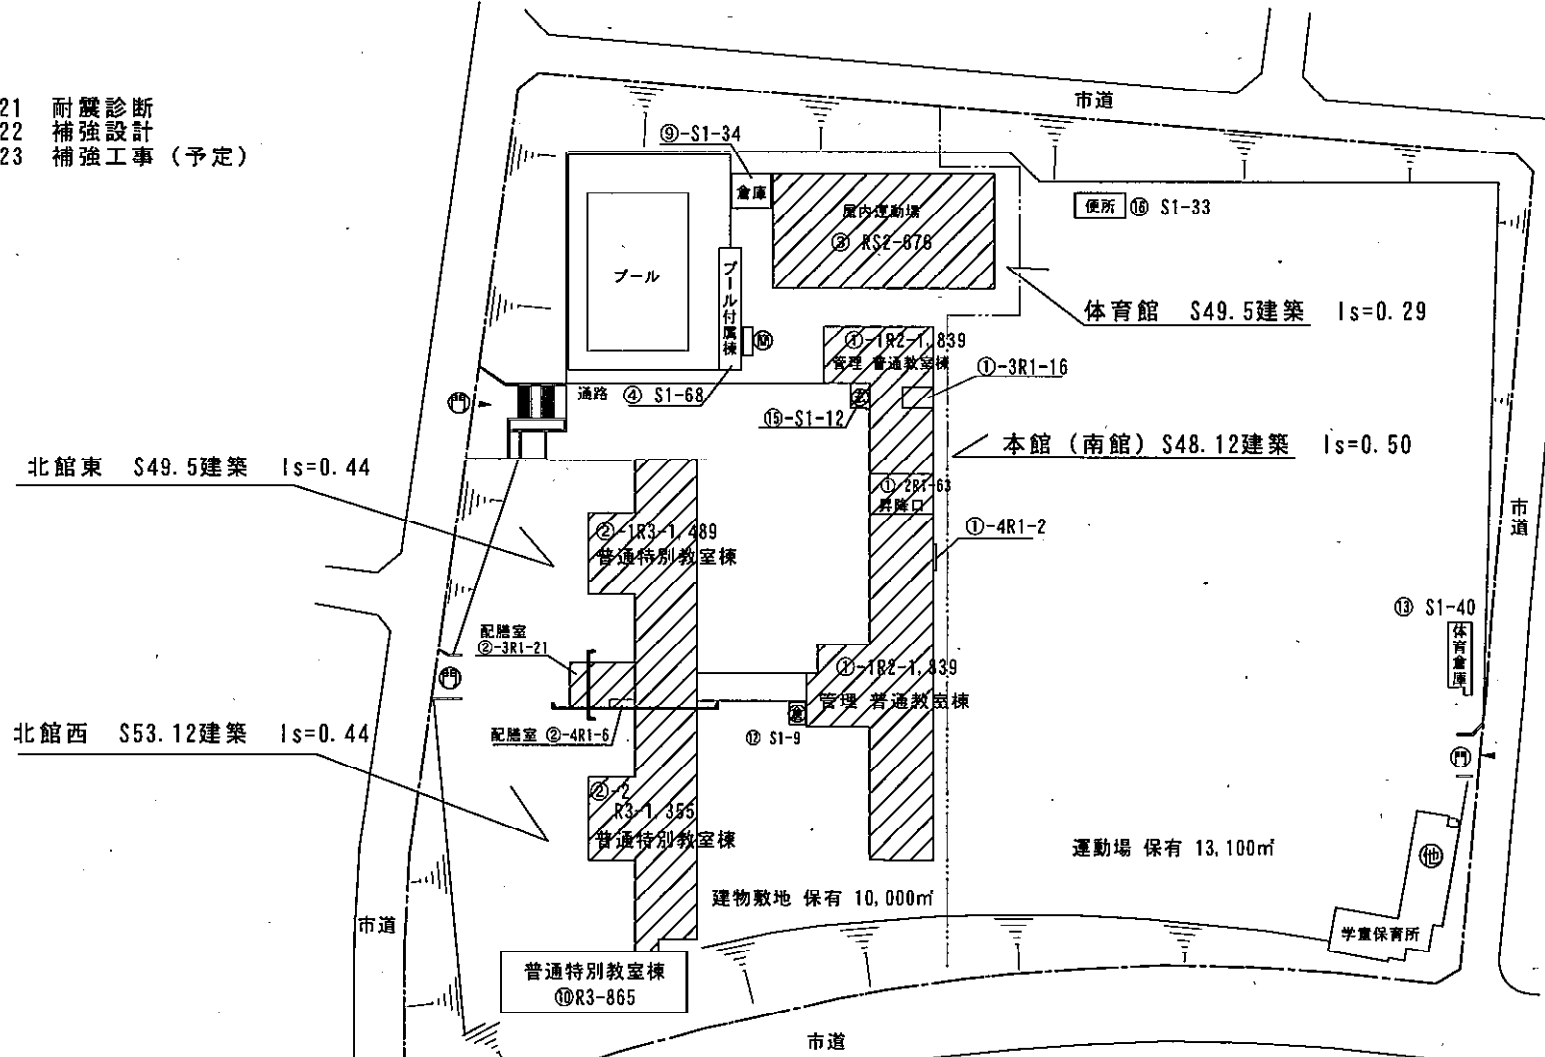 21 耐震診断
22 補強設計
23 補強工事（予定）
市道
⑨-S1-34
倉庫
屋内運動場
③ RS2-676
便所 ⑯ S1-33
プール
プール付属棟
体育館 S49.5建築 Is=0.29
①-1R2-1,839
管理 普通教室棟
①-3R1-16
通路 ④ S1-68
門
⑮-S1-12
本館（南館）S48.12建築 Is=0.50
北館東 S49.5建築 Is=0.44
①-2R1-63
昇降口
市道
①-4R1-2
②-1R3-1,489
普通特別教室棟
⑬ S1-40
体育倉庫
配膳室
②-3R1-21
門
①-1R2-1,839
管理 普通教室棟
倉
配膳室 ②-4R1-6
⑫ S1-9
北館西 S53.12建築 Is=0.44
門
②-2
R3-1,355
普通特別教室棟
運動場 保有 13,100㎡
他
建物敷地 保有 10,000㎡
市道
学童保育所
普通特別教室棟
⑩R3-865
市道